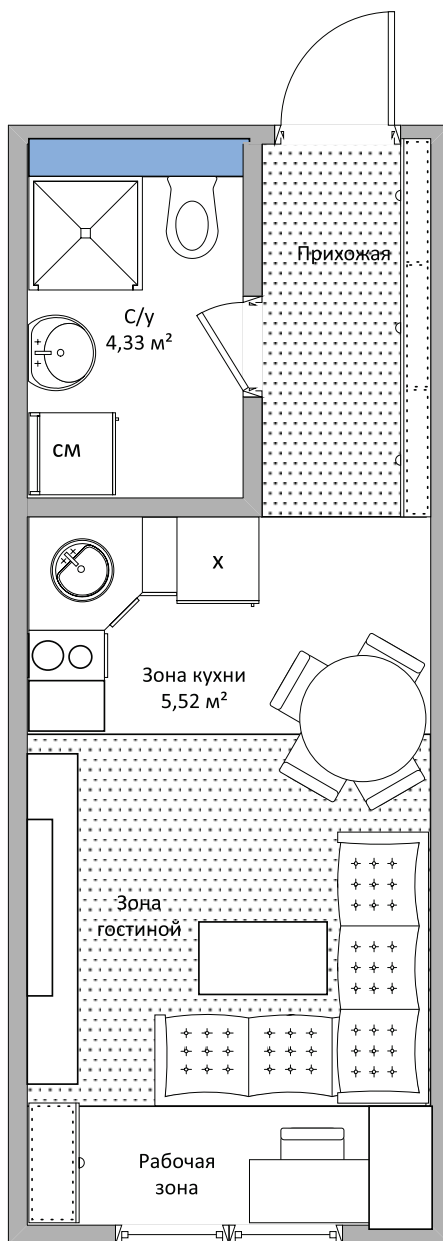 Прихожая
С/у
4,33 м²
см
х
Зона кухни
5,52 м²
Зона
гостиной
Рабочая
зона